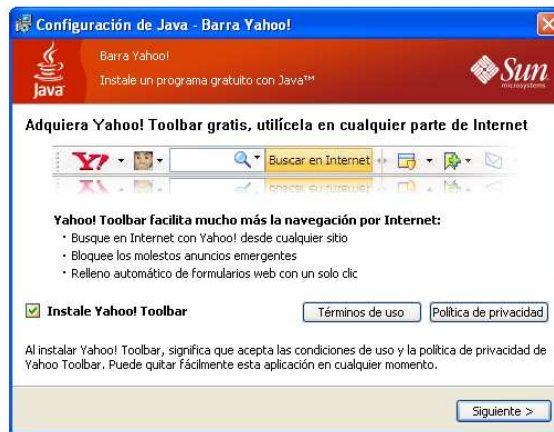 Configuración de Java - Barra Yahoo!
Barra Yahoo!
Instale un programa gratuito con Java™
Java
Sun
microsystems
Adquiera Yahoo! Toolbar gratis, utilícela en cualquier parte de Internet
Y!
Buscar en Internet
Yahoo! Toolbar facilita mucho más la navegación por Internet:
· Busque en Internet con Yahoo! desde cualquier sitio
· Bloquee los molestos anuncios emergentes
· Relleno automático de formularios web con un solo clic
Instale Yahoo! Toolbar
Términos de uso
Política de privacidad
Al instalar Yahoo! Toolbar, significa que acepta las condiciones de uso y la política de privacidad de
Yahoo Toolbar. Puede quitar fácilmente esta aplicación en cualquier momento.
Siguiente >